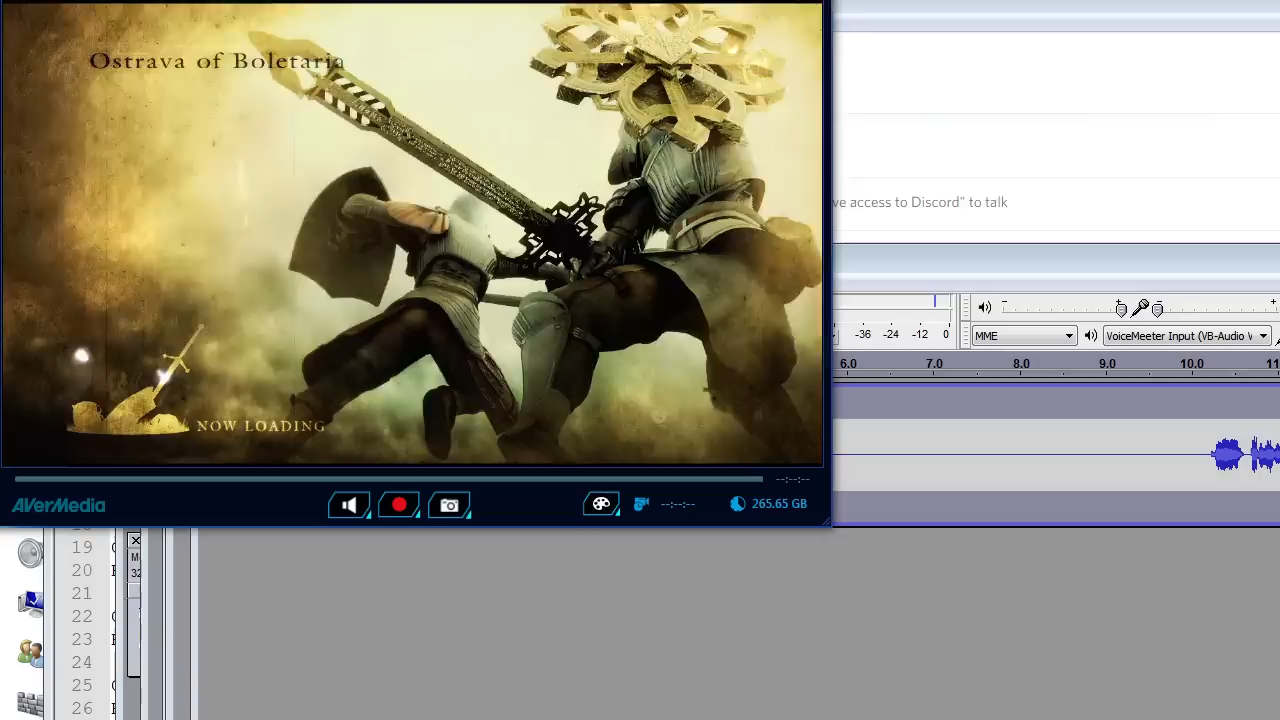 Ostrava of Boletaria
NOW LOADING
AVerMedia
--:--:--
--:--:--
265.65 GB
ve access to Discord" to talk
-36 -24 -12 0
MME
VoiceMeeter Input (VB-Audio V
6.0 7.0 8.0 9.0 10.0 11
19
20
21
22
23
24
25
26
M
32